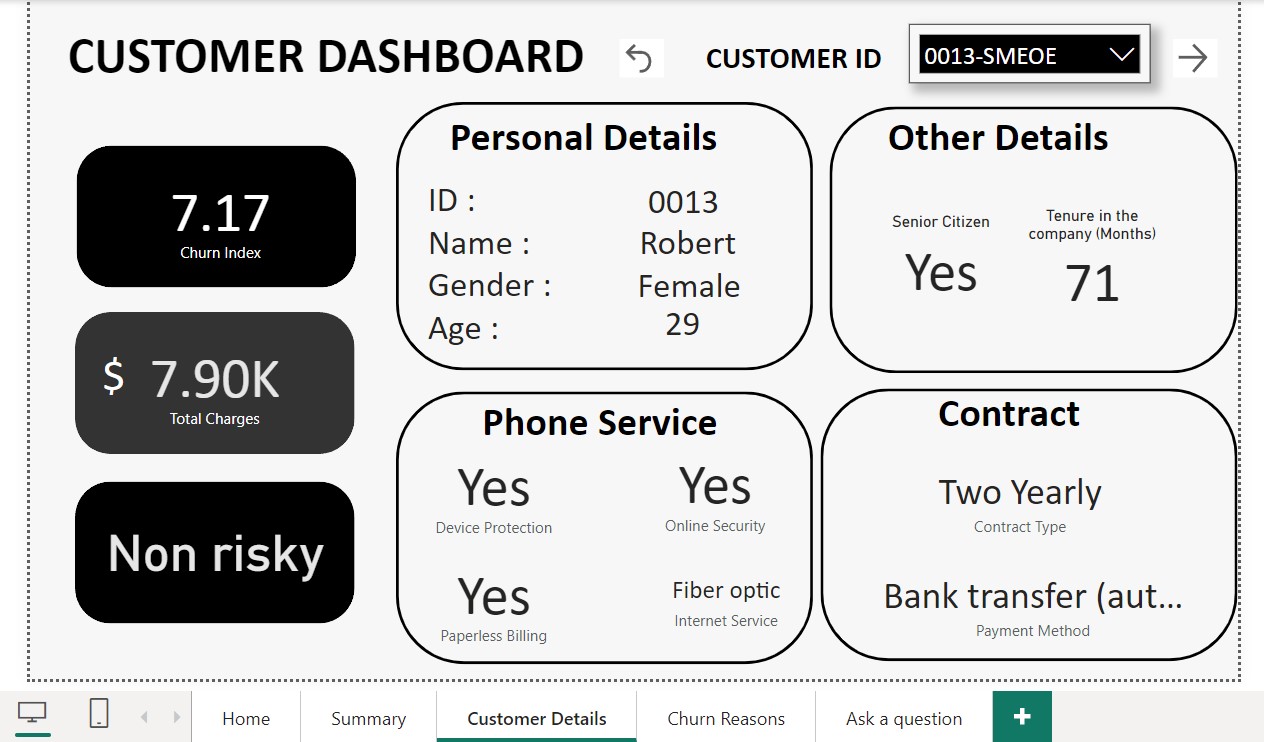 CUSTOMER DASHBOARD
CUSTOMER ID
0013-SMEOE
7.17
Churn Index
$ 7.90K
Total Charges
Non risky
Personal Details
ID : 0013
Name : Robert
Gender : Female
Age : 29
Other Details
Senior Citizen
Yes
Tenure in the
company (Months)
71
Phone Service
Yes
Device Protection
Yes
Online Security
Yes
Paperless Billing
Fiber optic
Internet Service
Contract
Two Yearly
Contract Type
Bank transfer (aut...
Payment Method
Home
Summary
Customer Details
Churn Reasons
Ask a question